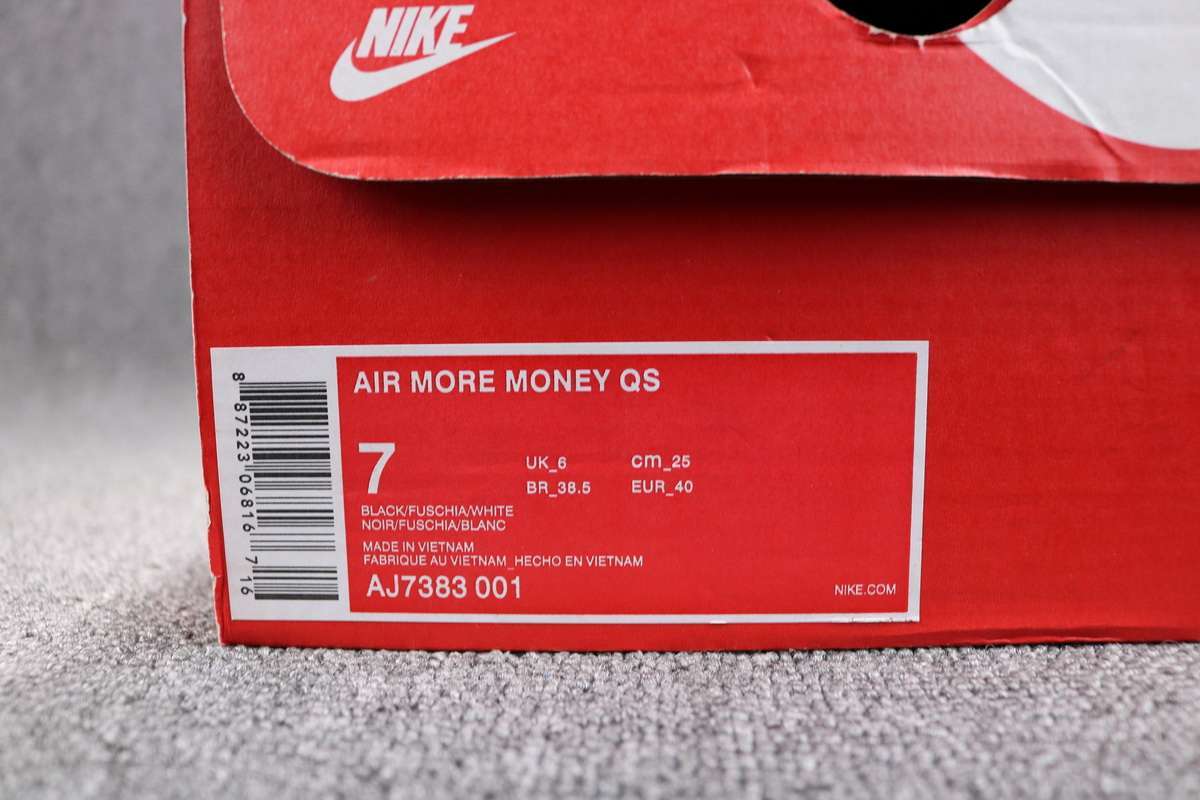 NIKE
AIR MORE MONEY QS
7
UK_6 cm_25
BR_38.5 EUR_40
BLACK/FUSCHIA/WHITE
NOIR/FUSCHIA/BLANC
MADE IN VIETNAM
FABRIQUE AU VIETNAM_HECHO EN VIETNAM
AJ7383 001
NIKE.COM
8 87223 06816 7 16